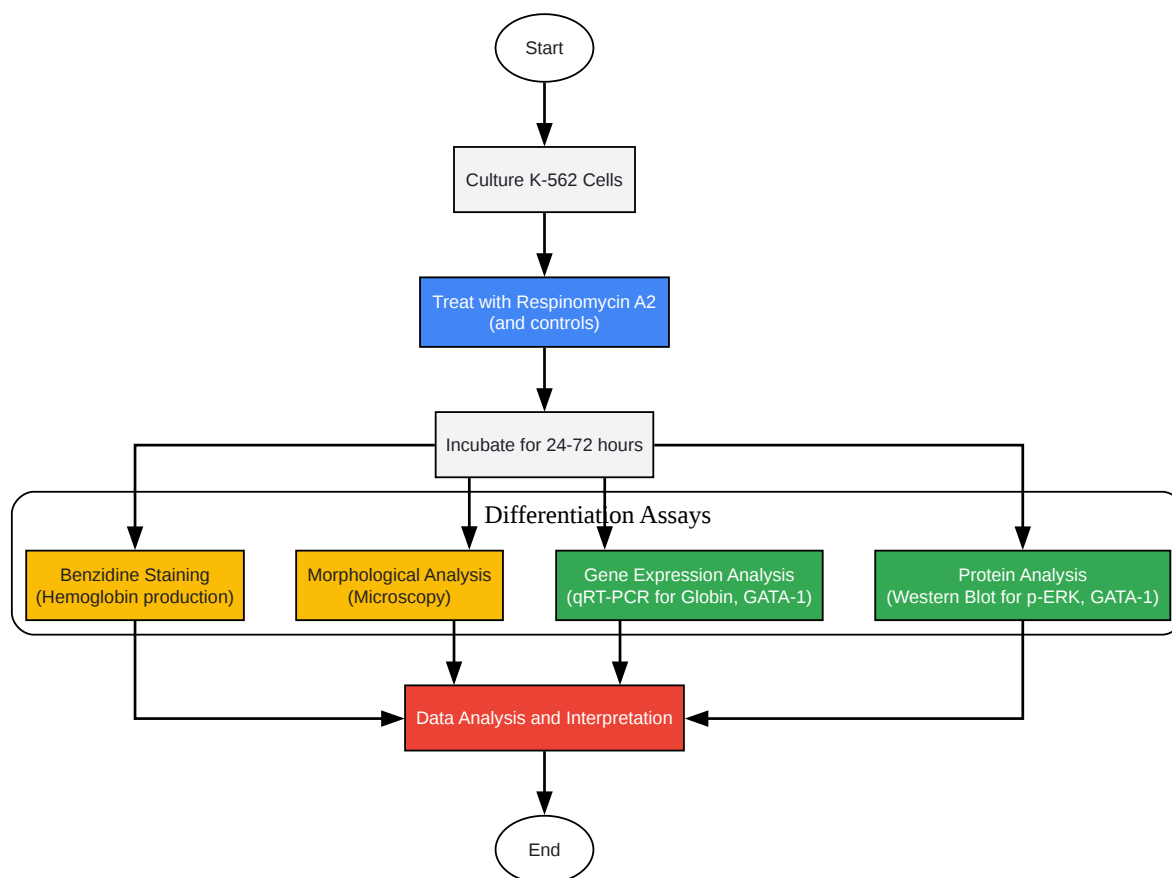 Start
Culture K-562 Cells
Treat with Respinomycin A2
(and controls)
Incubate for 24-72 hours
Differentiation Assays
Benzidine Staining
(Hemoglobin production)
Morphological Analysis
(Microscopy)
Gene Expression Analysis
(qRT-PCR for Globin, GATA-1)
Protein Analysis
(Western Blot for p-ERK, GATA-1)
Data Analysis and Interpretation
End